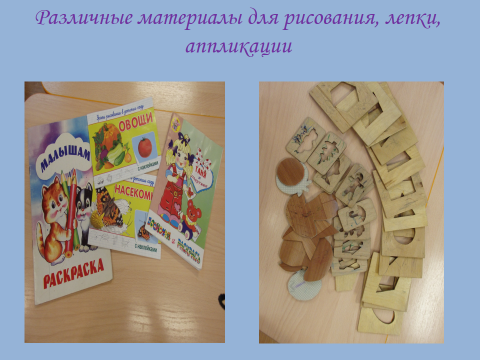 Различные материалы для рисования, лепки,
аппликации
МАЛЫШАМ
РАСКРАСКА
ОВОЩИ
НАСЕКОМ